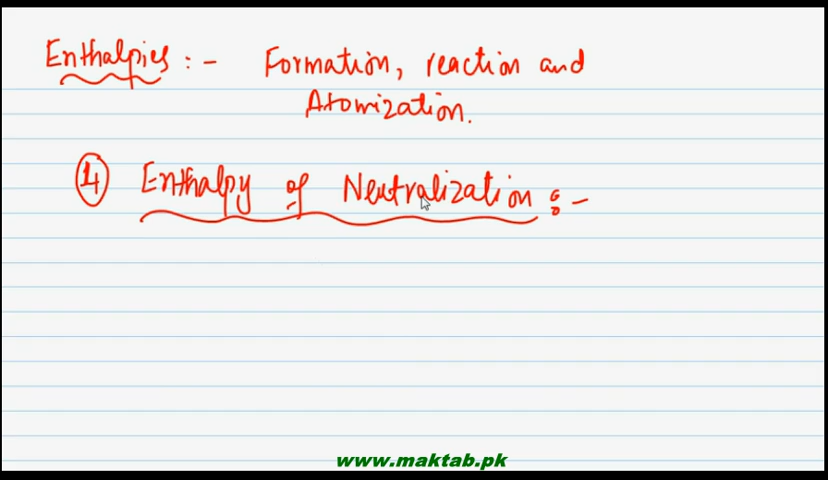 Enthalpies :- Formation, reaction and
Atomization.
4 Enthalpy of Neutralization :-
www.maktab.pk